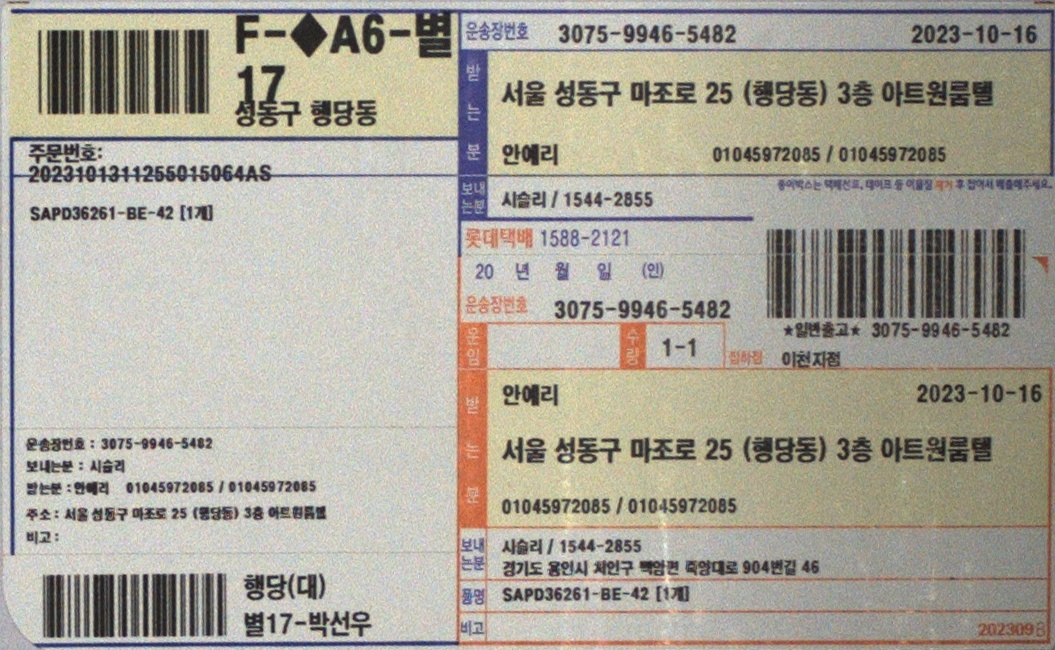 F-◆A6-별
17
성동구 행당동
주문번호:
2023101311255015064AS
SAPD36261-BE-42 [1개]
운송장번호 : 3075-9946-5482
보내는분 : 시슬리
받는분 : 안예리 01045972085 / 01045972085
주소 : 서울 성동구 마조로 25 (행당동) 3층 아트원룸텔
비고 :
행당(대)
별17-박선우
운송장번호 3075-9946-5482 2023-10-16
받는분
서울 성동구 마조로 25 (행당동) 3층 아트원룸텔
안예리 01045972085 / 01045972085
종이박스는 택배전표, 테이프 등 이물질 제거 후 접어서 배출해주세요.
보내는분 시슬리 / 1544-2855
롯데택배 1588-2121
20 년 월 일 (인)
운송장번호 3075-9946-5482
★일반출고★ 3075-9946-5482
운임 수량 1-1 집하점 이천지점
받는분
안예리 2023-10-16
서울 성동구 마조로 25 (행당동) 3층 아트원룸텔
01045972085 / 01045972085
보내는분 시슬리 / 1544-2855
경기도 용인시 처인구 백암면 죽양대로 904번길 46
품명 SAPD36261-BE-42 [1개]
비고
202309B